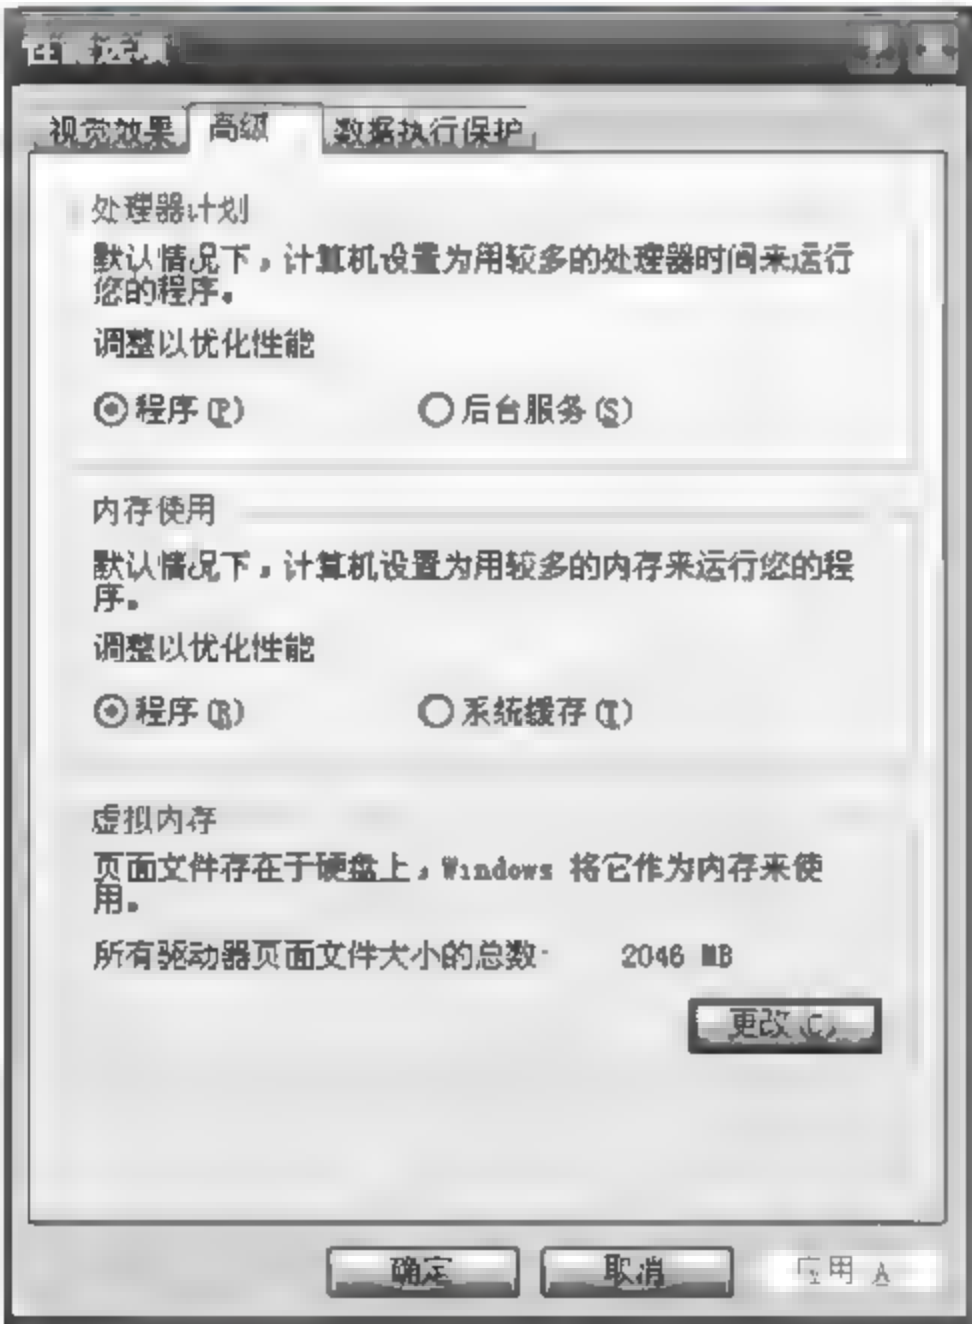 性能选项
视觉效果 高级 数据执行保护
处理器计划
默认情况下，计算机设置为用较多的处理器时间来运行
您的程序。
调整以优化性能
程序(P) 后台服务(S)
内存使用
默认情况下，计算机设置为用较多的内存来运行您的程
序。
调整以优化性能
程序(R) 系统缓存(T)
虚拟内存
页面文件存在于硬盘上，Windows 将它作为内存来使
用。
所有驱动器页面文件大小的总数: 2046 MB
更改(C)
确定 取消 应用 A